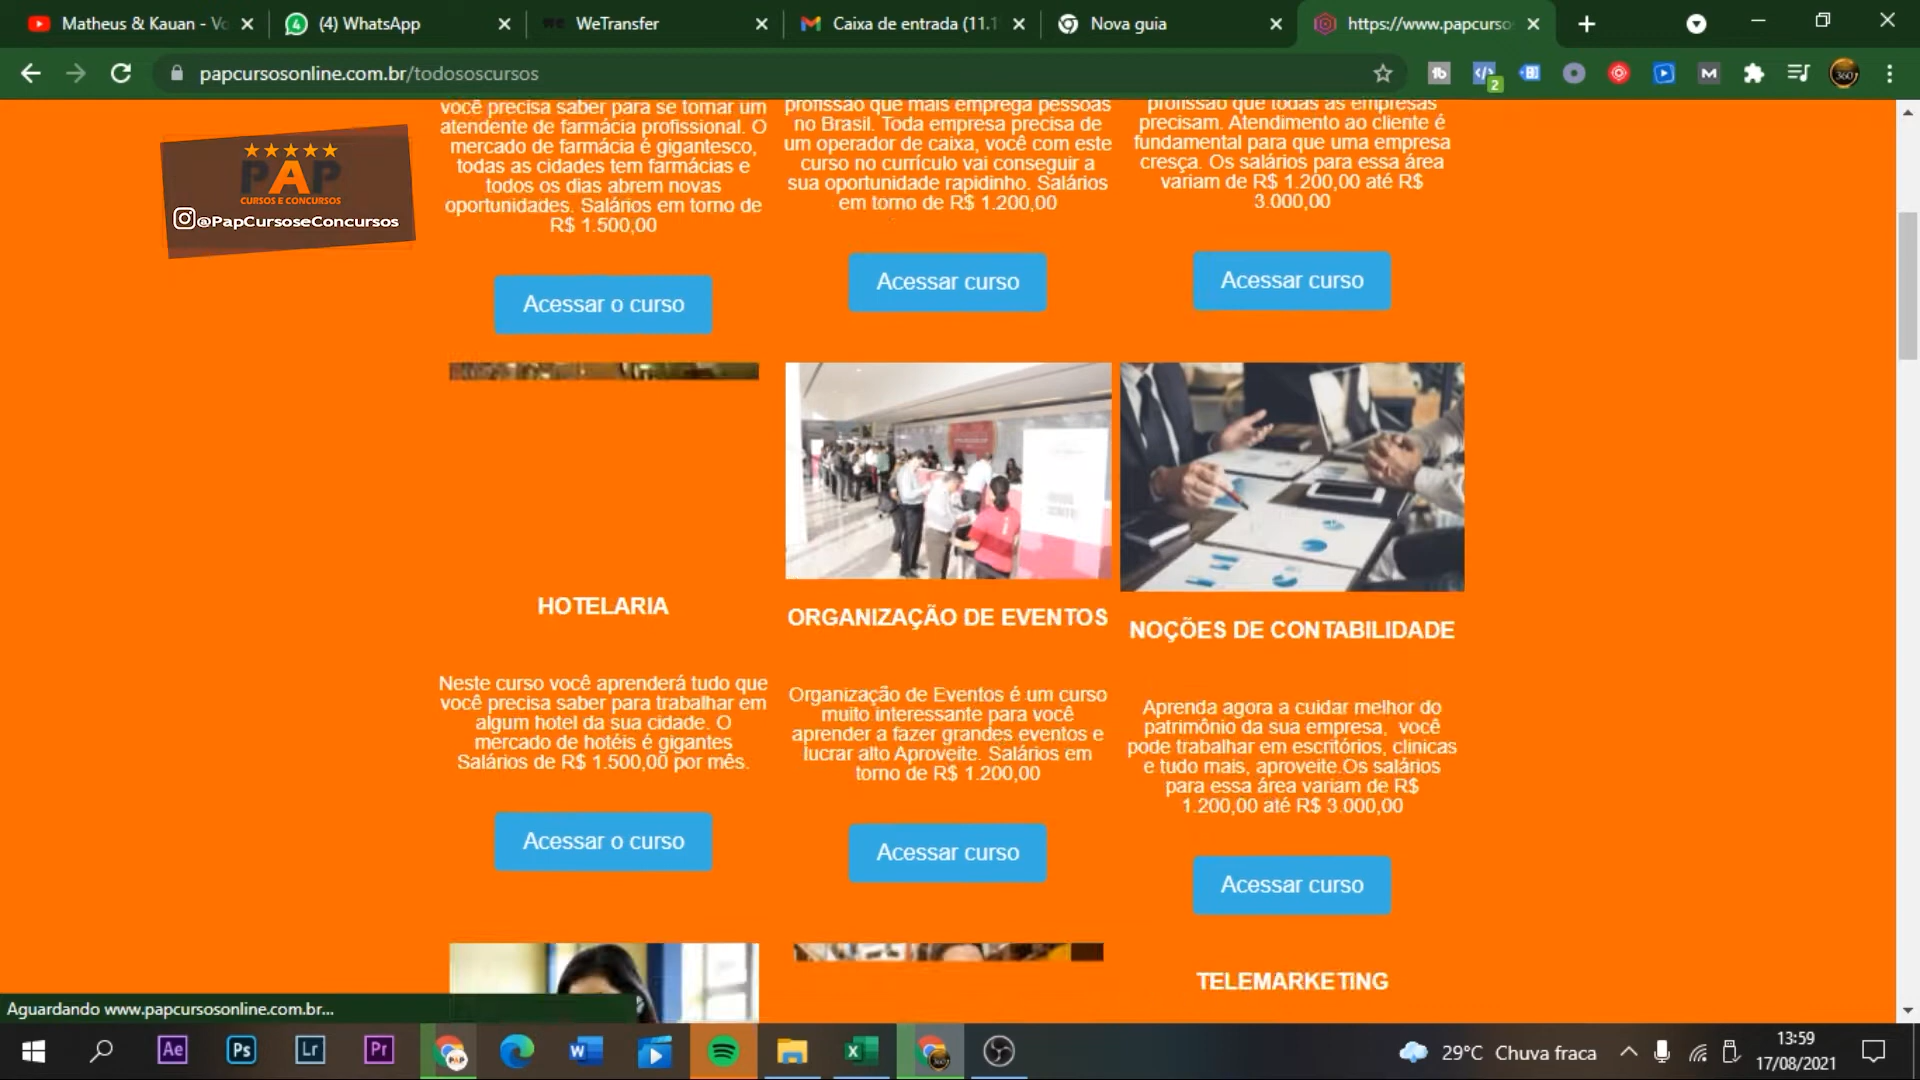 Matheus & Kauan - Vo
(4) WhatsApp
WeTransfer
Caixa de entrada (11.1
Nova guia
https://www.papcurso
papcursosonline.com.br/todososcursos
2
360
PAP
CURSOS E CONCURSOS
@PapCursoseConcursos
você precisa saber para se tornar um
atendente de farmácia profissional. O
mercado de farmácia é gigantesco,
todas as cidades tem farmácias e
todos os dias abrem novas
oportunidades. Salários em torno de
R$ 1.500,00
Acessar o curso
profissão que mais emprega pessoas
no Brasil. Toda empresa precisa de
um operador de caixa, você com este
curso no currículo vai conseguir a
sua oportunidade rapidinho. Salários
em torno de R$ 1.200,00
Acessar curso
profissão que todas as empresas
precisam. Atendimento ao cliente é
fundamental para que uma empresa
cresça. Os salários para essa área
variam de R$ 1.200,00 até R$
3.000,00
Acessar curso
HOTELARIA
Neste curso você aprenderá tudo que
você precisa saber para trabalhar em
algum hotel da sua cidade. O
mercado de hotéis é gigantes
Salários de R$ 1.500,00 por mês.
Acessar o curso
ORGANIZAÇÃO DE EVENTOS
Organização de Eventos é um curso
muito interessante para você
aprender a fazer grandes eventos e
lucrar alto Aproveite. Salários em
torno de R$ 1.200,00
Acessar curso
NOÇÕES DE CONTABILIDADE
Aprenda agora a cuidar melhor do
patrimônio da sua empresa, você
pode trabalhar em escritórios, clinicas
e tudo mais, aproveite.Os salários
para essa área variam de R$
1.200,00 até R$ 3.000,00
Acessar curso
TELEMARKETING
Aguardando www.papcursosonline.com.br...
Ae
Ps
Lr
Pr
29°C Chuva fraca
13:59
17/08/2021